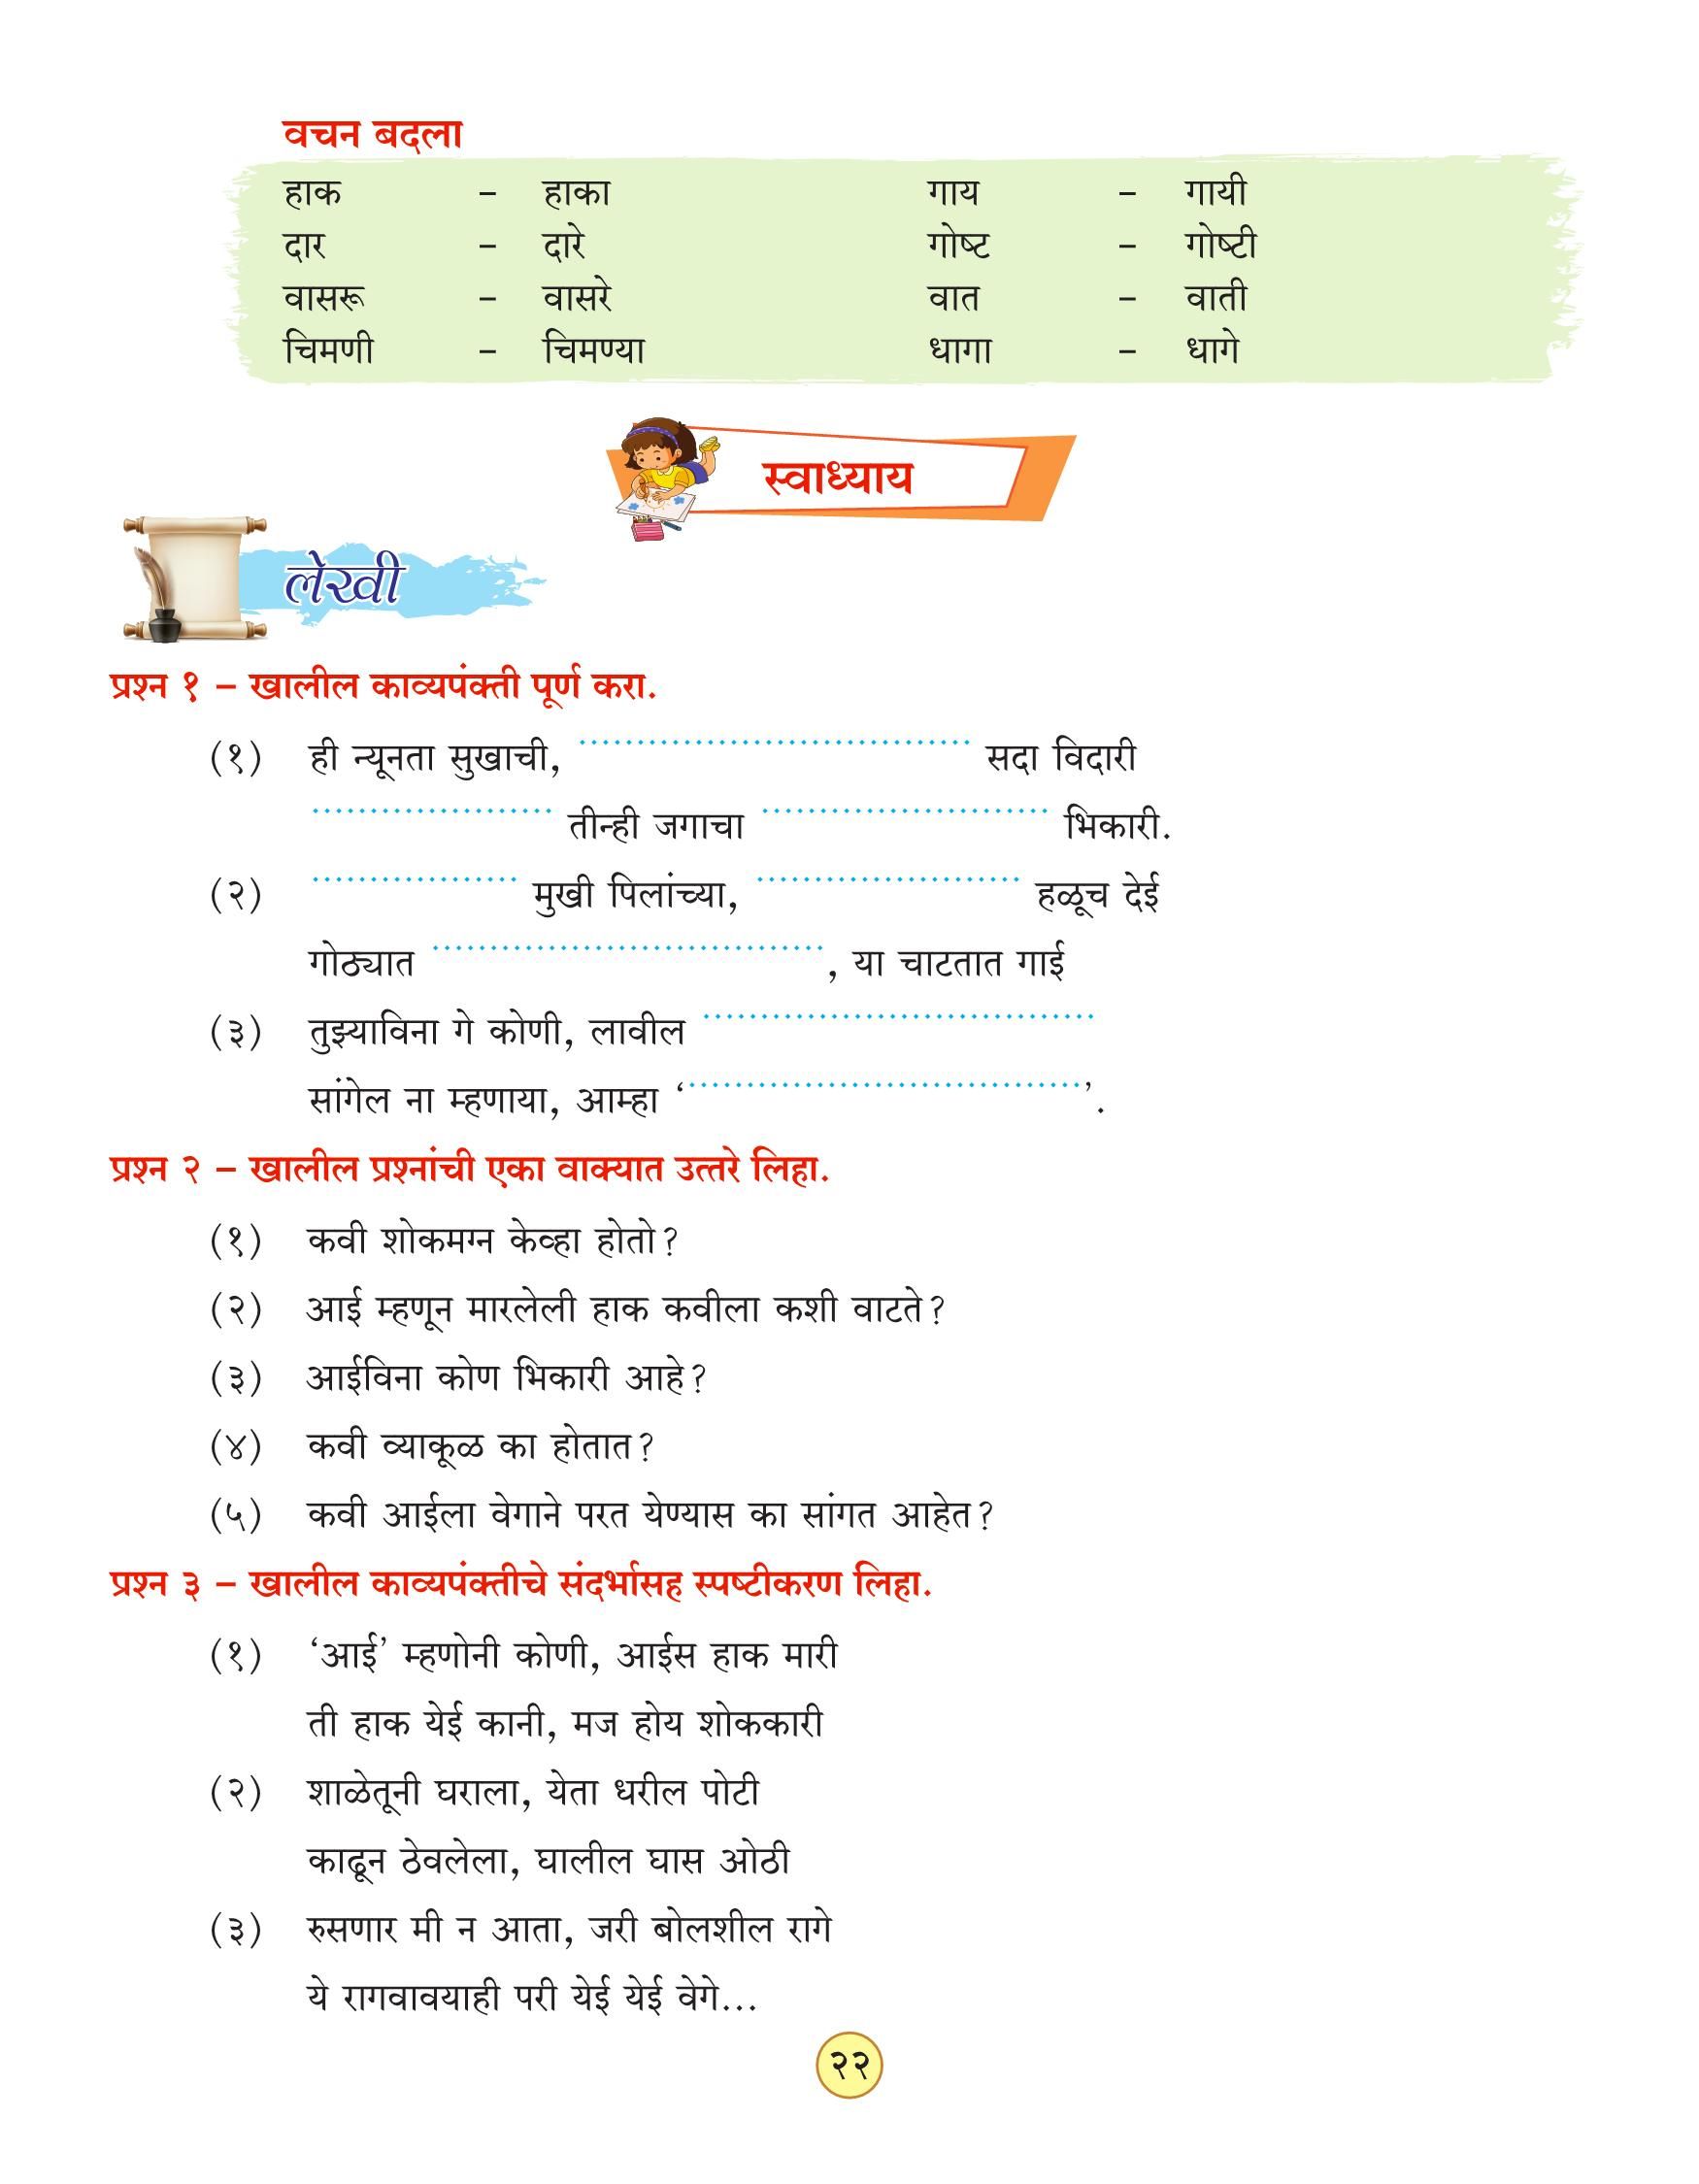 वचन बदला
हाक – हाका गाय – गायी
दार – दारे गोष्ट – गोष्टी
वासरू – वासरे वात – वाती
चिमणी – चिमण्या धागा – धागे
स्वाध्याय
लेखी
प्रश्न १ – खालील काव्यपंक्ती पूर्ण करा.
(१) ही न्यूनता सुखाची, .................................. सदा विदारी
..................... तीन्ही जगाचा ......................... भिकारी.
(२) .................. मुखी पिलांच्या, ....................... हळूच देई
गोठ्यात .................................., या चाटतात गाई
(३) तुझ्याविना गे कोणी, लावील ..................................
सांगेल ना म्हणाया, आम्हा ‘..................................’.
प्रश्न २ – खालील प्रश्नांची एका वाक्यात उत्तरे लिहा.
(१) कवी शोकमग्न केव्हा होतो?
(२) आई म्हणून मारलेली हाक कवीला कशी वाटते?
(३) आईविना कोण भिकारी आहे?
(४) कवी व्याकूळ का होतात?
(५) कवी आईला वेगाने परत येण्यास का सांगत आहेत?
प्रश्न ३ – खालील काव्यपंक्तीचे संदर्भासह स्पष्टीकरण लिहा.
(१) ‘आई’ म्हणोनी कोणी, आईस हाक मारी
ती हाक येई कानी, मज होय शोककारी
(२) शाळेतूनी घराला, येता धरील पोटी
काढून ठेवलेला, घालील घास ओठी
(३) रुसणार मी न आता, जरी बोलशील रागे
ये रागवावयाही परी येई येई वेगे...
२२